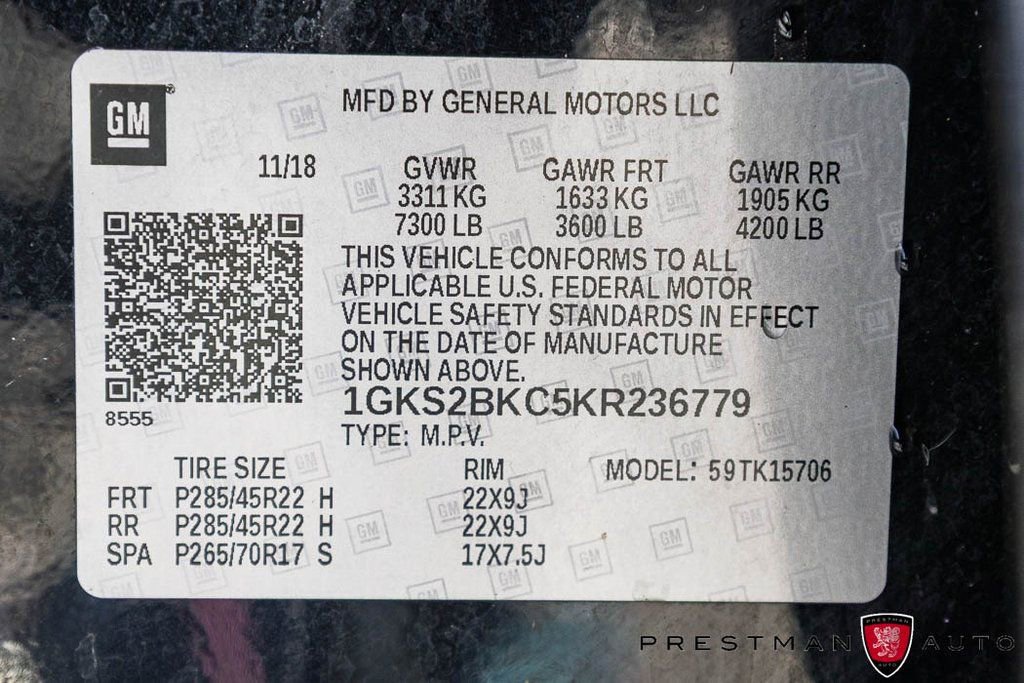 GM
MFD BY GENERAL MOTORS LLC
11/18 GVWR GAWR FRT GAWR RR
3311 KG 1633 KG 1905 KG
7300 LB 3600 LB 4200 LB
THIS VEHICLE CONFORMS TO ALL
APPLICABLE U.S. FEDERAL MOTOR
VEHICLE SAFETY STANDARDS IN EFFECT
ON THE DATE OF MANUFACTURE
SHOWN ABOVE.
8555
1GKS2BKC5KR236779
TYPE: M.P.V.
TIRE SIZE RIM MODEL: 59TK15706
FRT P285/45R22 H 22X9J
RR P285/45R22 H 22X9J
SPA P265/70R17 S 17X7.5J
PRESTMAN AUTO
PRESTMAN
AUTO